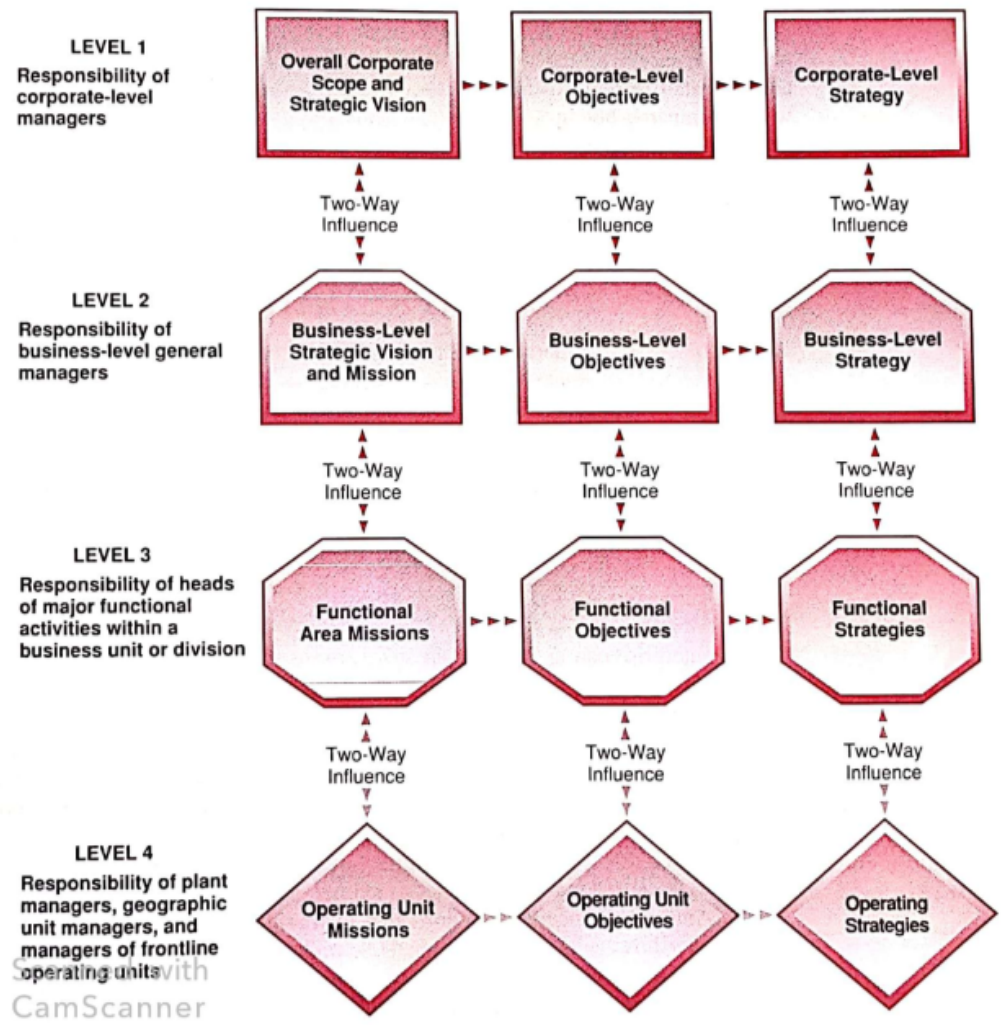 LEVEL 1
Responsibility of
corporate-level
managers
Overall Corporate
Scope and
Strategic Vision
Corporate-Level
Objectives
Corporate-Level
Strategy
Two-Way
Influence
Two-Way
Influence
Two-Way
Influence
LEVEL 2
Responsibility of
business-level general
managers
Business-Level
Strategic Vision
and Mission
Business-Level
Objectives
Business-Level
Strategy
Two-Way
Influence
Two-Way
Influence
Two-Way
Influence
LEVEL 3
Responsibility of heads
of major functional
activities within a
business unit or division
Functional
Area Missions
Functional
Objectives
Functional
Strategies
Two-Way
Influence
Two-Way
Influence
Two-Way
Influence
LEVEL 4
Responsibility of plant
managers, geographic
unit managers, and
managers of frontline
operating units
Operating Unit
Missions
Operating Unit
Objectives
Operating
Strategies
Scanned with
CamScanner